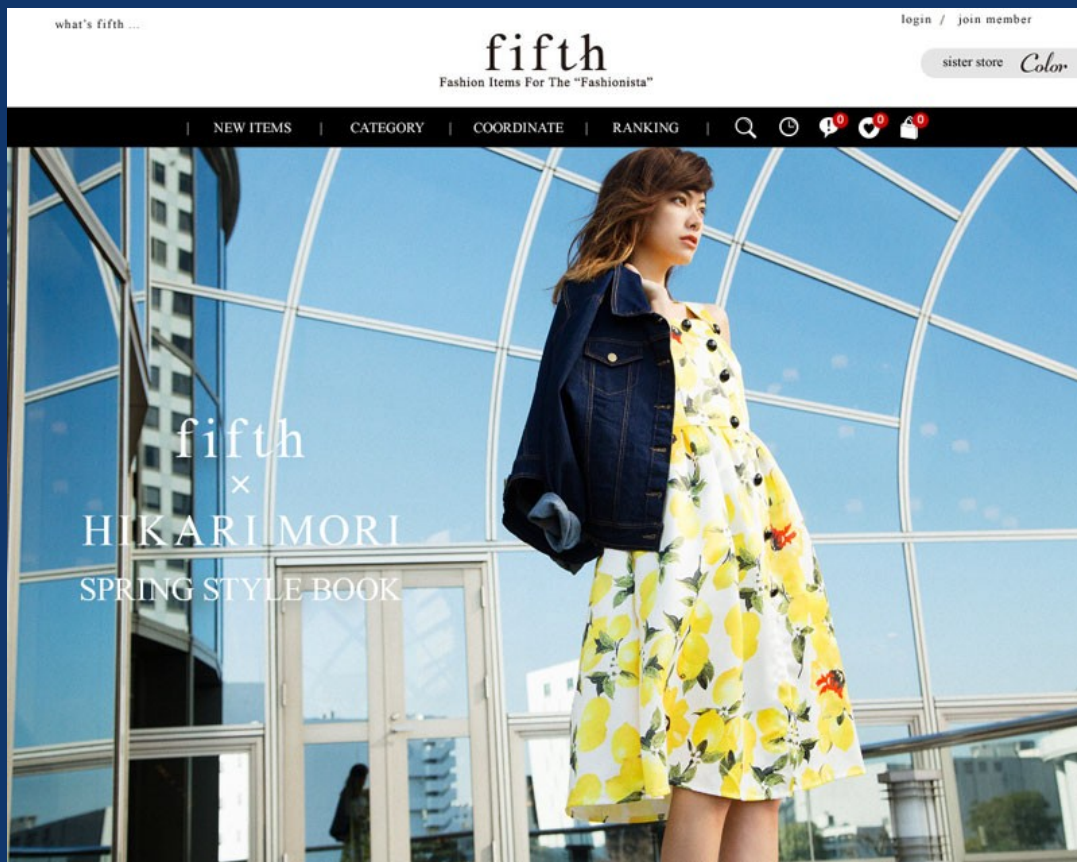 what's fifth ...
login / join member
fifth
Fashion Items For The "Fashionista"
sister store Color
| NEW ITEMS | CATEGORY | COORDINATE | RANKING | 0 0 0
fifth
×
HIKARI MORI
SPRING STYLE BOOK